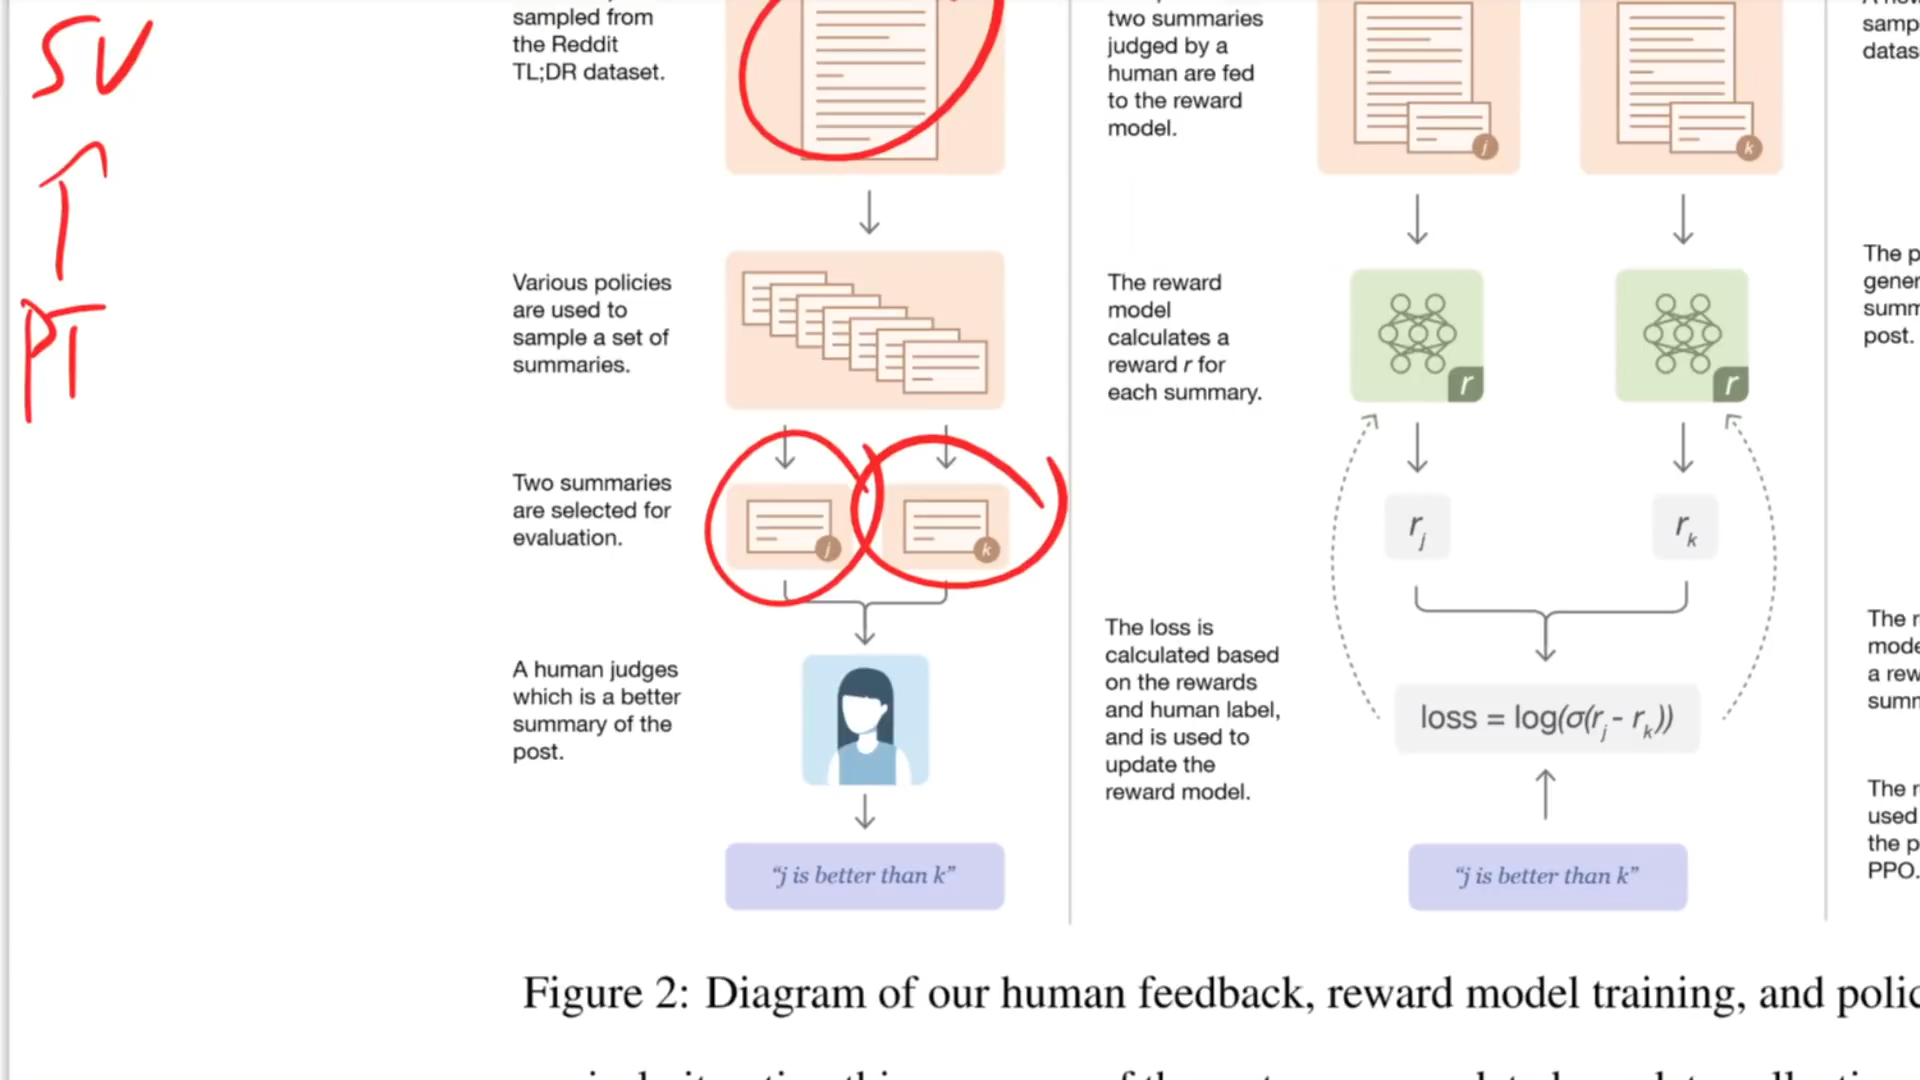 SV
PT
sampled from
the Reddit
TL;DR dataset.
Various policies
are used to
sample a set of
summaries.
Two summaries
are selected for
evaluation.
j
k
A human judges
which is a better
summary of the
post.
"j is better than k"
two summaries
judged by a
human are fed
to the reward
model.
j
k
The reward
model
calculates a
reward r for
each summary.
r
r
rj
rk
The loss is
calculated based
on the rewards
and human label,
and is used to
update the
reward model.
loss = log(σ(rj - rk))
"j is better than k"
samp
datas
The p
gener
summ
post.
The r
mode
a rew
summ
The r
used
the p
PPO.
Figure 2: Diagram of our human feedback, reward model training, and polic